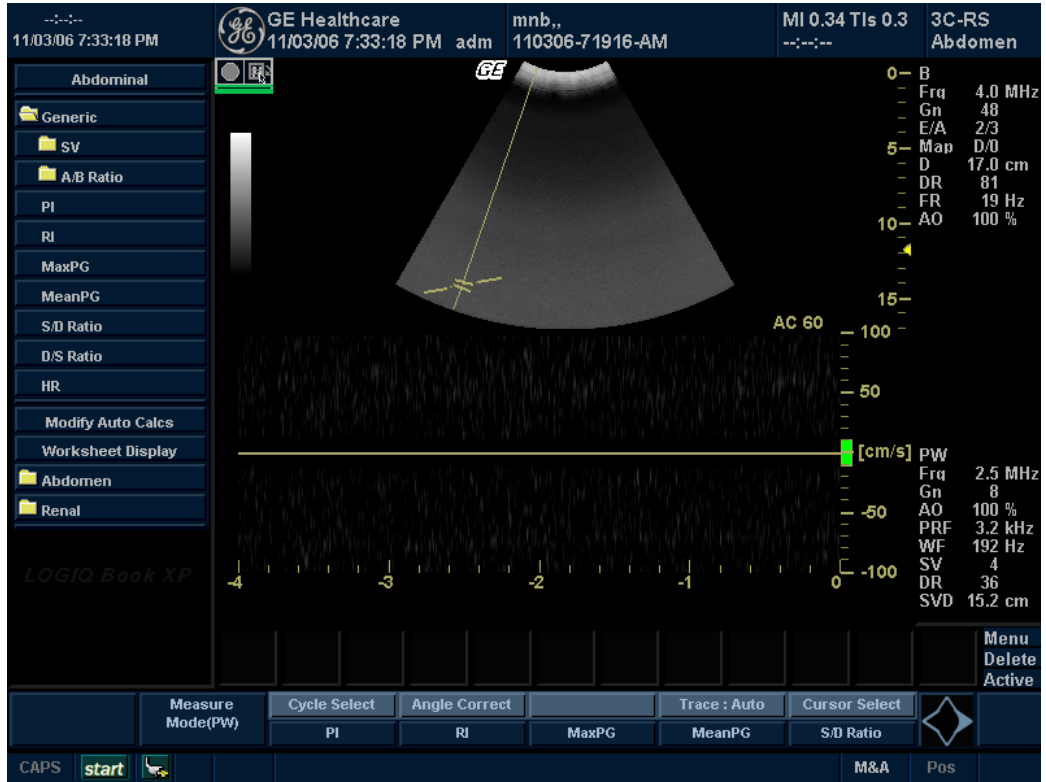 --:--:--
11/03/06 7:33:18 PM
GE Healthcare
11/03/06 7:33:18 PM adm
mnb,,
110306-71916-AM
MI 0.34 TIs 0.3
--:--:--
3C-RS
Abdomen
Abdominal
Generic
SV
A/B Ratio
PI
RI
MaxPG
MeanPG
S/D Ratio
D/S Ratio
HR
Modify Auto Calcs
Worksheet Display
Abdomen
Renal
LOGIQ Book XP
GE
0
5
10
15
B
Frq 4.0 MHz
Gn 48
E/A 2/3
Map D/0
D 17.0 cm
DR 81
FR 19 Hz
AO 100 %
AC 60
100
50
[cm/s]
-50
-100
-4 -3 -2 -1 0
PW
Frq 2.5 MHz
Gn 8
AO 100 %
PRF 3.2 kHz
WF 192 Hz
SV 4
DR 36
SVD 15.2 cm
Menu
Delete
Active
Measure
Mode(PW)
Cycle Select Angle Correct Trace : Auto Cursor Select
PI RI MaxPG MeanPG S/D Ratio
CAPS start M&A Pos